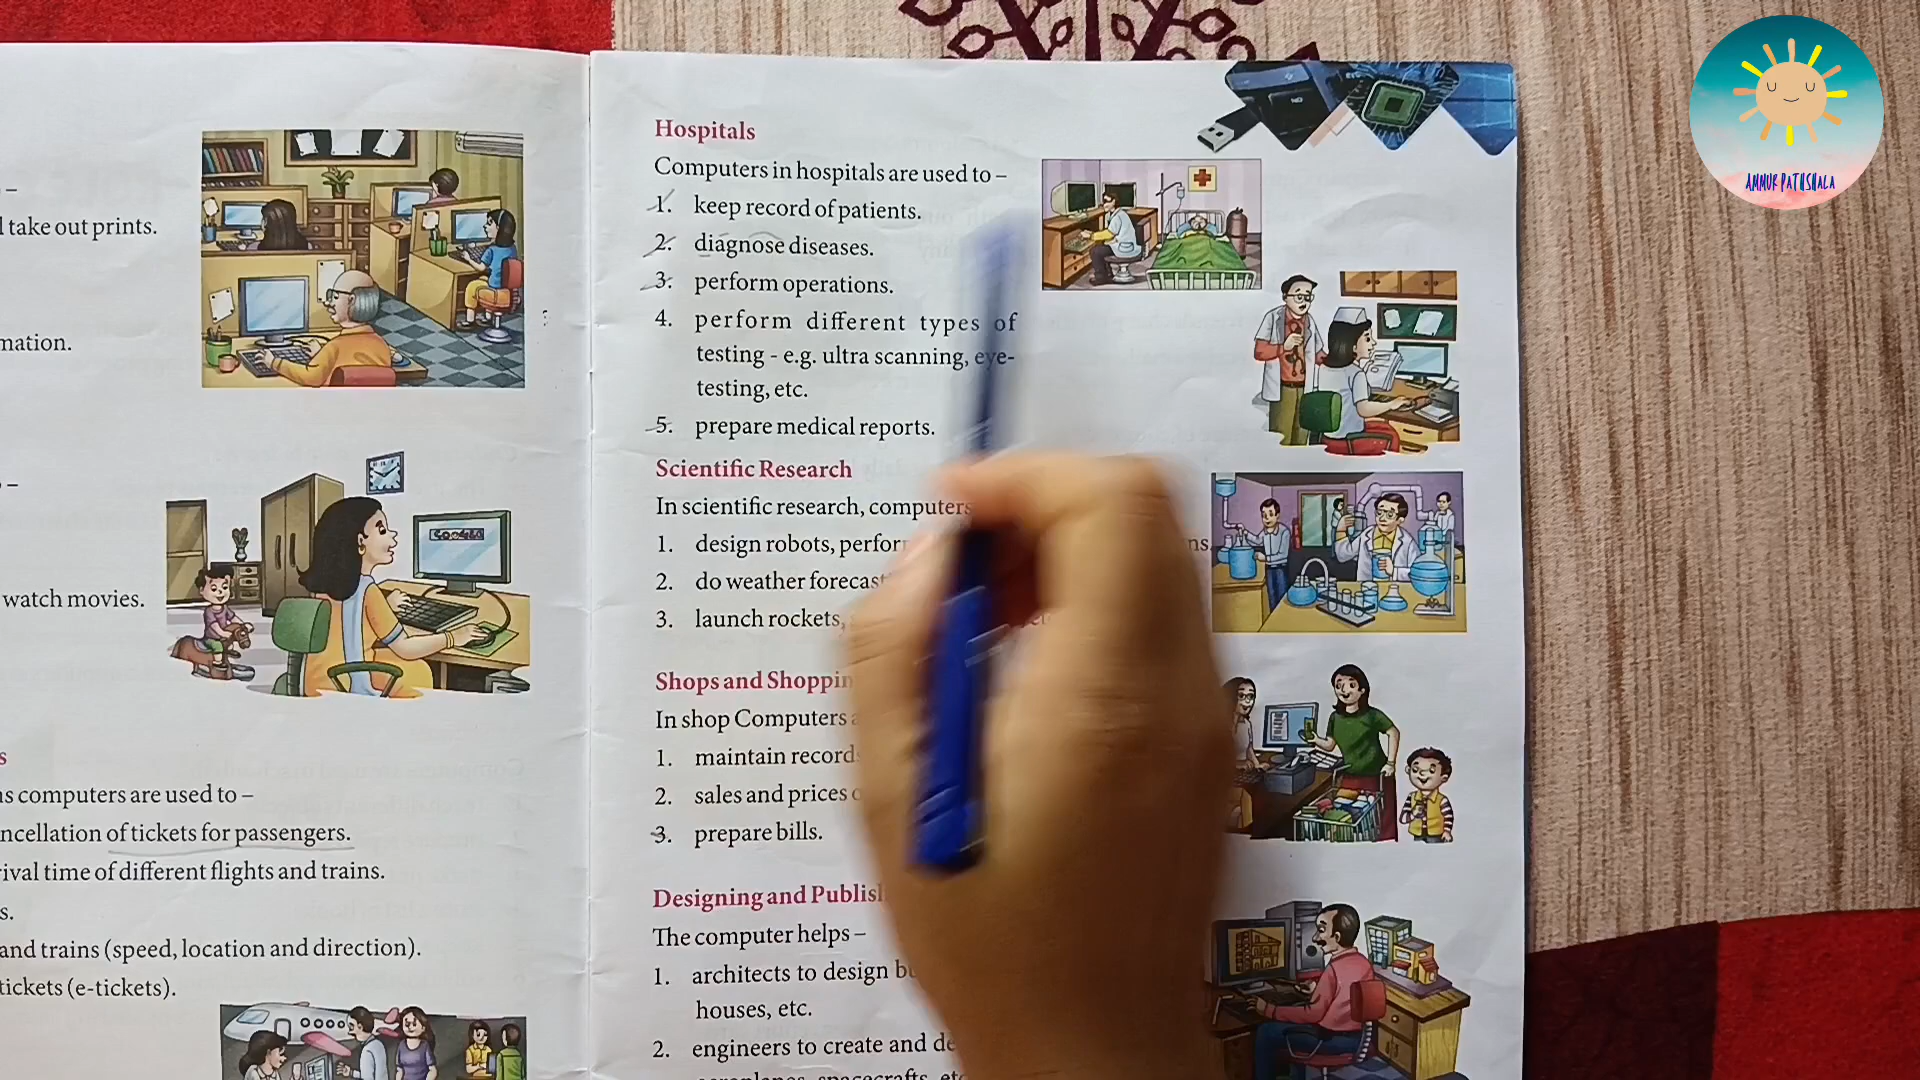 –
take out prints.
mation.
–
watch movies.
s
as computers are used to –
ncellation of tickets for passengers.
rival time of different flights and trains.
s.
and trains (speed, location and direction).
tickets (e-tickets).
Hospitals
Computers in hospitals are used to –
1. keep record of patients.
2. diagnose diseases.
3. perform operations.
4. perform different types of
testing - e.g. ultra scanning, eye-
testing, etc.
5. prepare medical reports.
Scientific Research
In scientific research, computers
1. design robots, perfor ns.
2. do weather forecast
3. launch rockets,
Shops and Shoppin
In shop Computers a
1. maintain records
2. sales and prices o
3. prepare bills.
Designing and Publish
The computer helps –
1. architects to design bu
houses, etc.
2. engineers to create and de
aeroplanes, spacecrafts, etc
AMMUR PATHSHALA